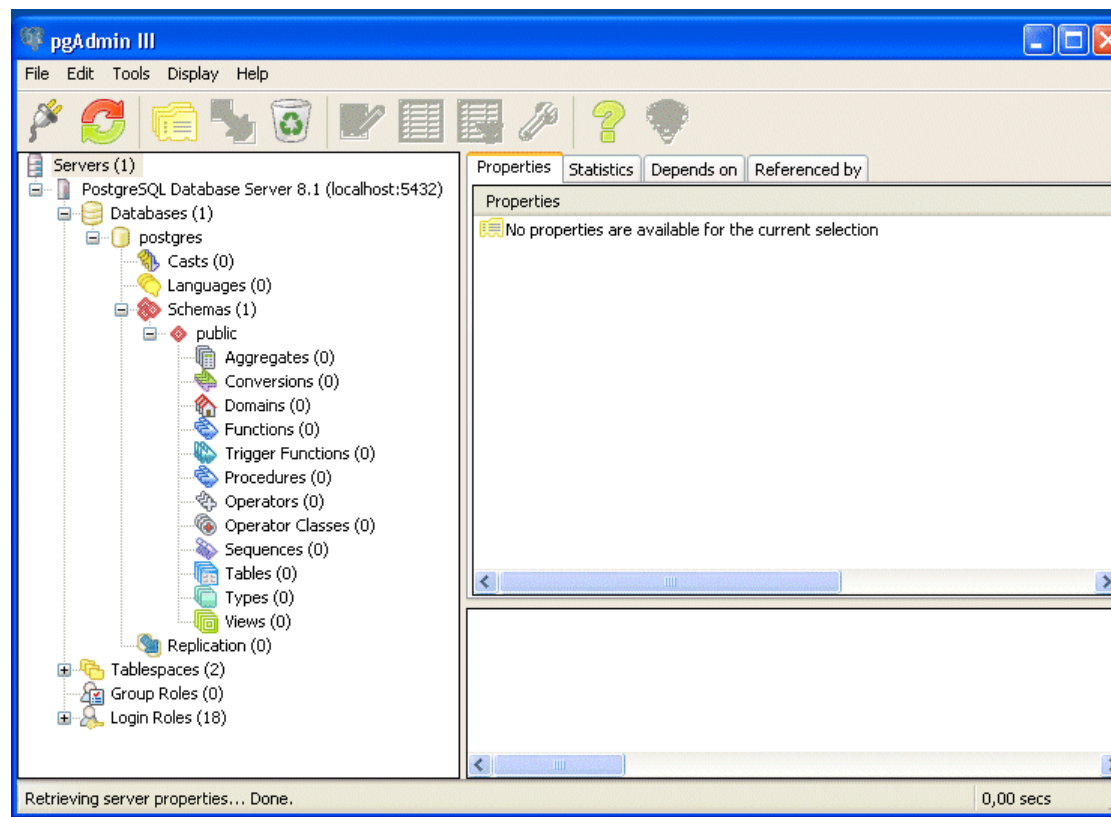 pgAdmin III
File Edit Tools Display Help
Servers (1)
PostgreSQL Database Server 8.1 (localhost:5432)
Databases (1)
postgres
Casts (0)
Languages (0)
Schemas (1)
public
Aggregates (0)
Conversions (0)
Domains (0)
Functions (0)
Trigger Functions (0)
Procedures (0)
Operators (0)
Operator Classes (0)
Sequences (0)
Tables (0)
Types (0)
Views (0)
Replication (0)
Tablespaces (2)
Group Roles (0)
Login Roles (18)
Properties Statistics Depends on Referenced by
Properties
No properties are available for the current selection
Retrieving server properties... Done. 0,00 secs